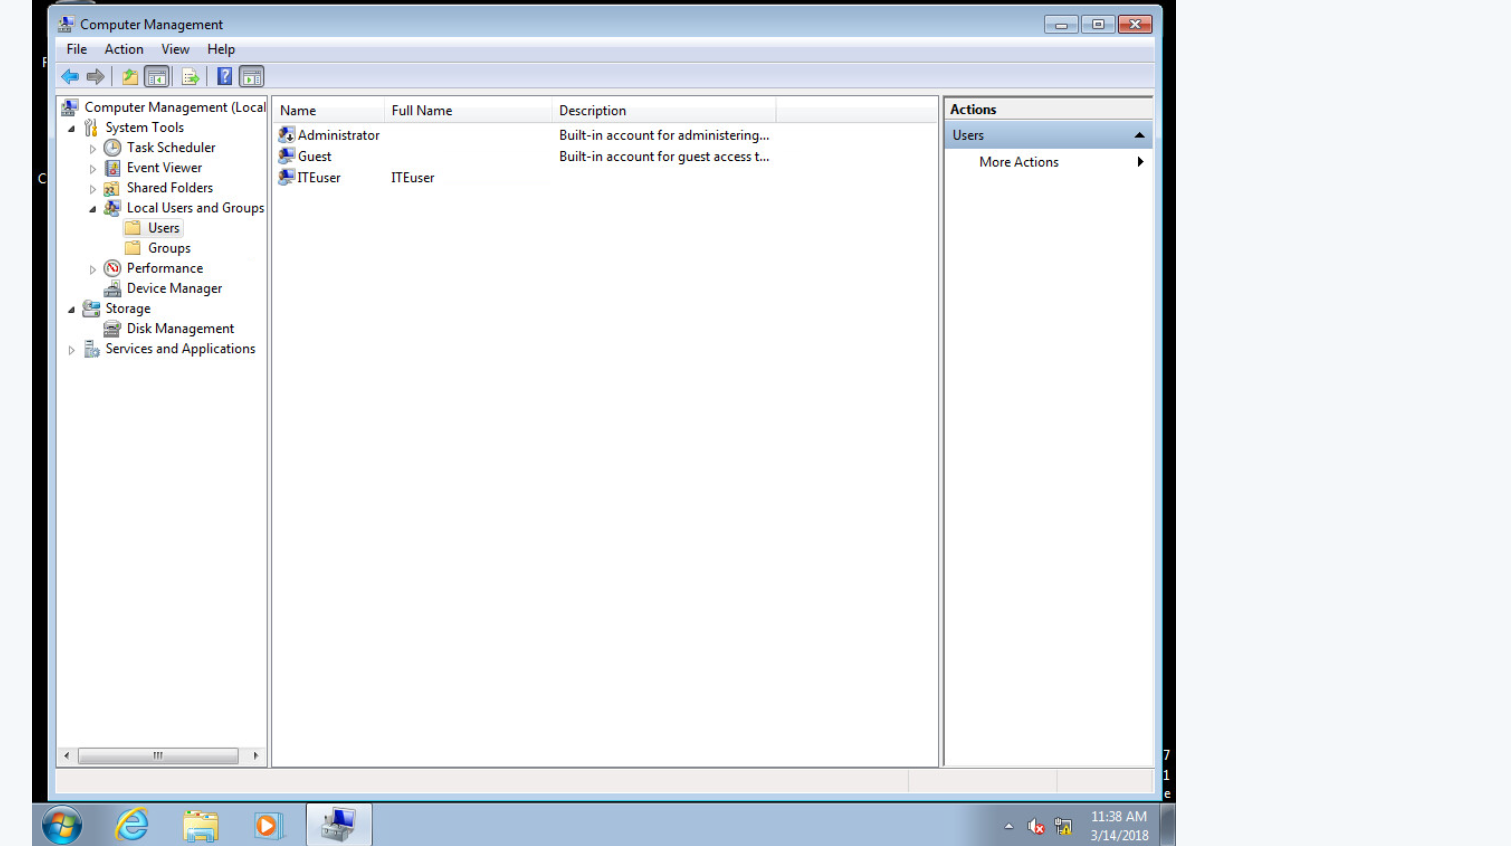 Computer Management
File Action View Help
Computer Management (Local
System Tools
Task Scheduler
Event Viewer
Shared Folders
Local Users and Groups
Users
Groups
Performance
Device Manager
Storage
Disk Management
Services and Applications
Name Full Name Description
Administrator Built-in account for administering...
Guest Built-in account for guest access t...
ITEuser ITEuser
Actions
Users
More Actions
7
1
e
11:38 AM
3/14/2018